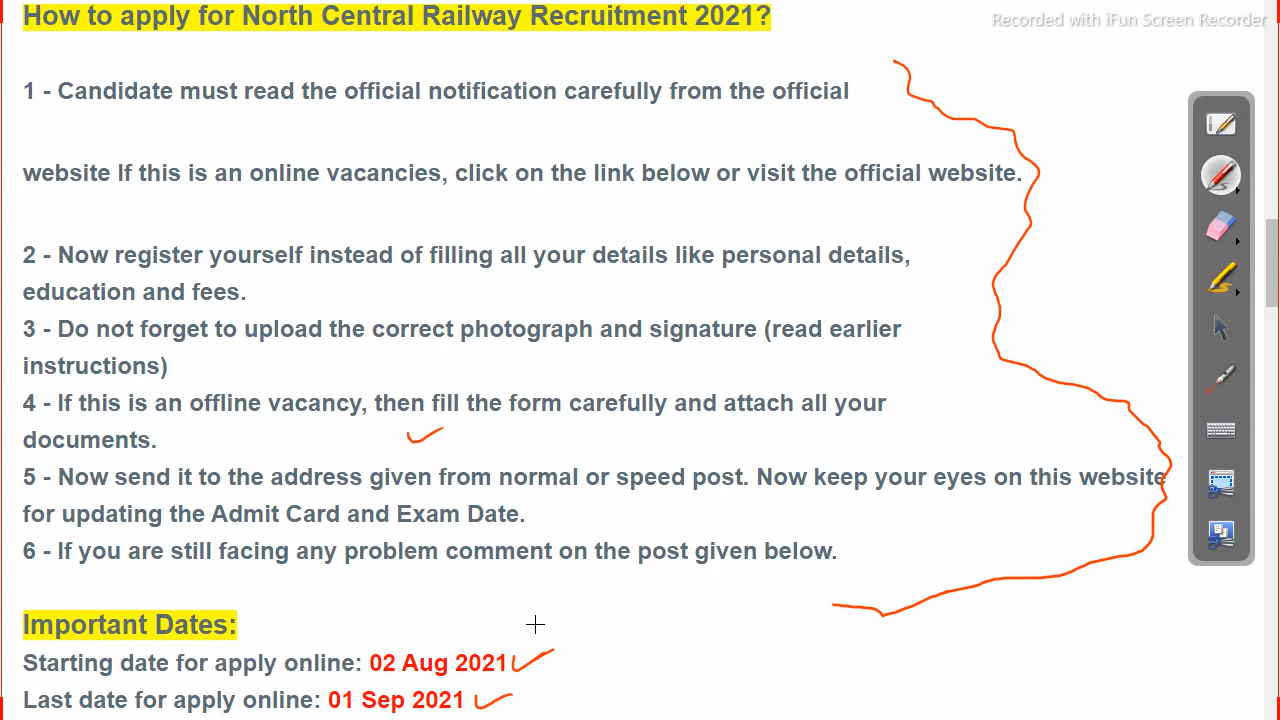 How to apply for North Central Railway Recruitment 2021?
Recorded with iFun Screen Recorder
1 - Candidate must read the official notification carefully from the official
website If this is an online vacancies, click on the link below or visit the official website.
2 - Now register yourself instead of filling all your details like personal details,
education and fees.
3 - Do not forget to upload the correct photograph and signature (read earlier
instructions)
4 - If this is an offline vacancy, then fill the form carefully and attach all your
documents.
5 - Now send it to the address given from normal or speed post. Now keep your eyes on this website
for updating the Admit Card and Exam Date.
6 - If you are still facing any problem comment on the post given below.
Important Dates:
Starting date for apply online: 02 Aug 2021
Last date for apply online: 01 Sep 2021